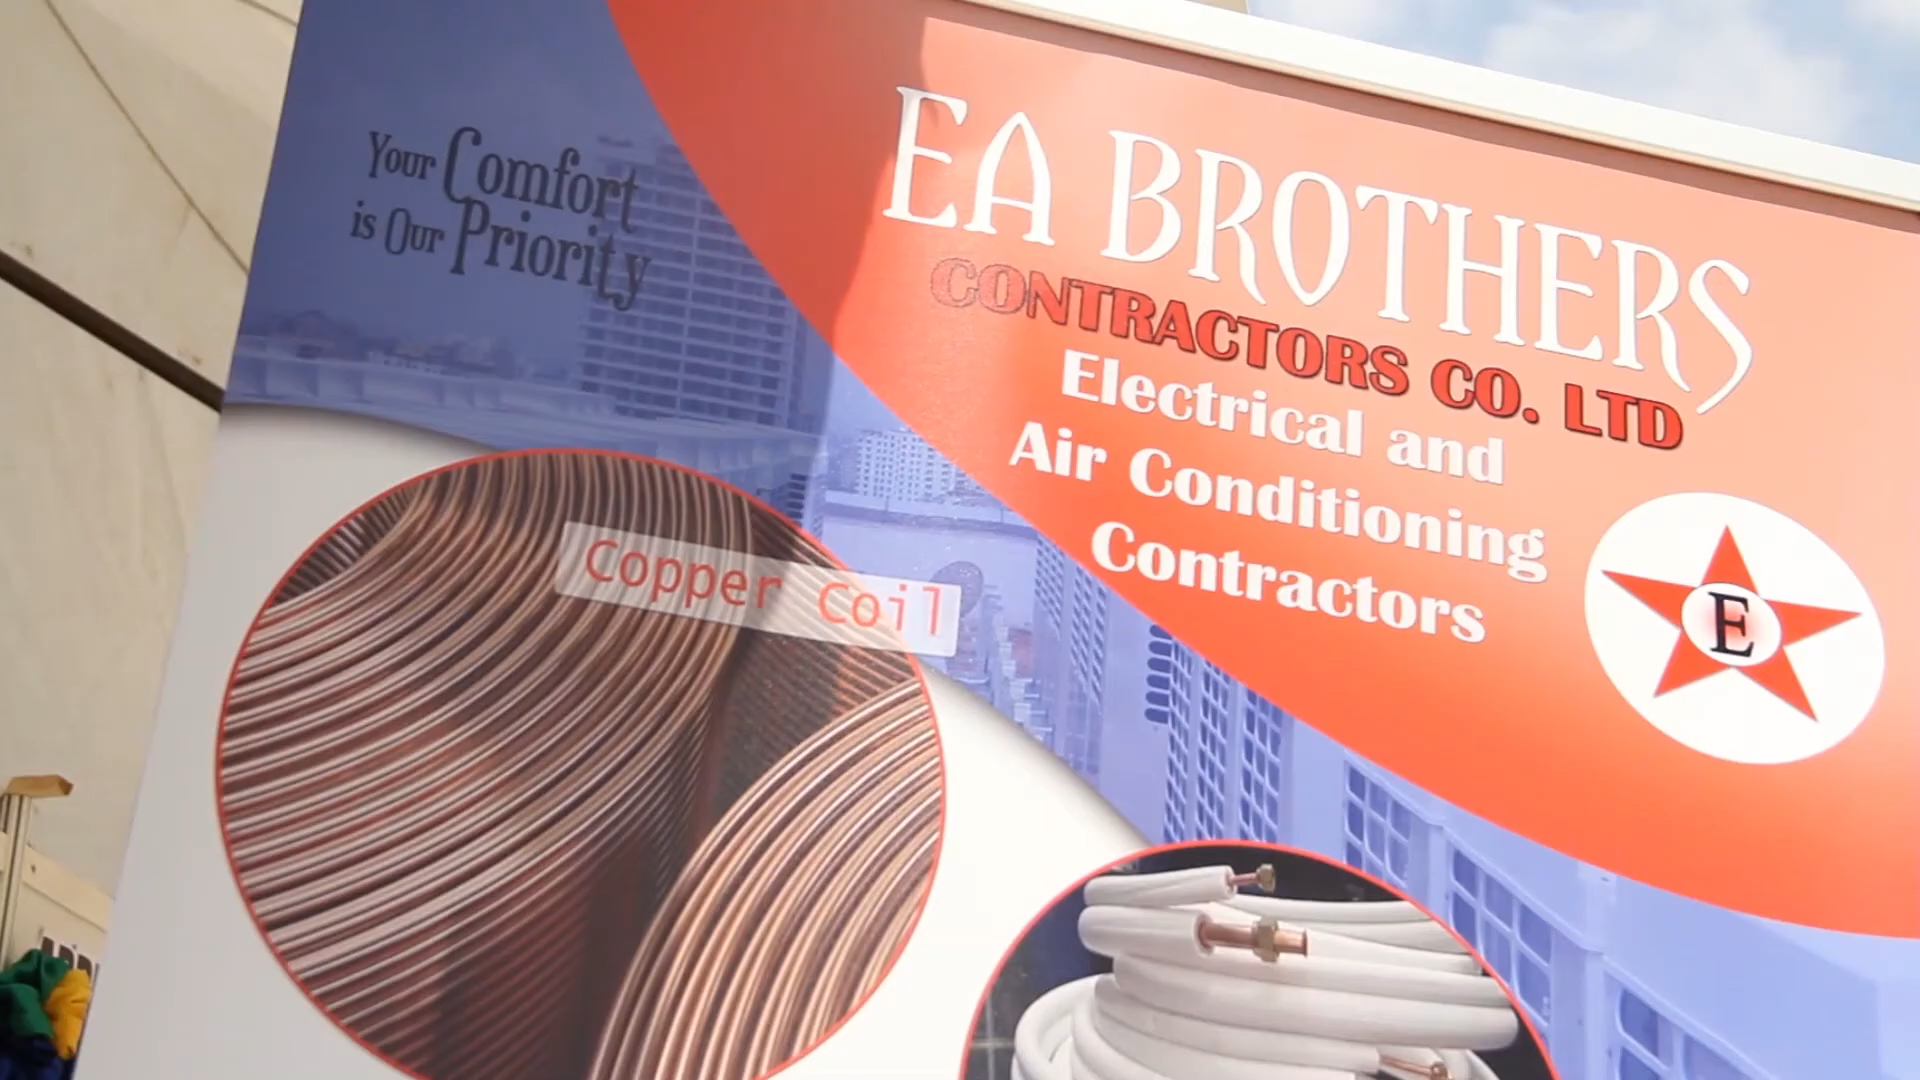 Your Comfort
is Our Priority
EA BROTHERS
CONTRACTORS CO. LTD
Electrical and
Air Conditioning
Contractors
E
Copper Coil